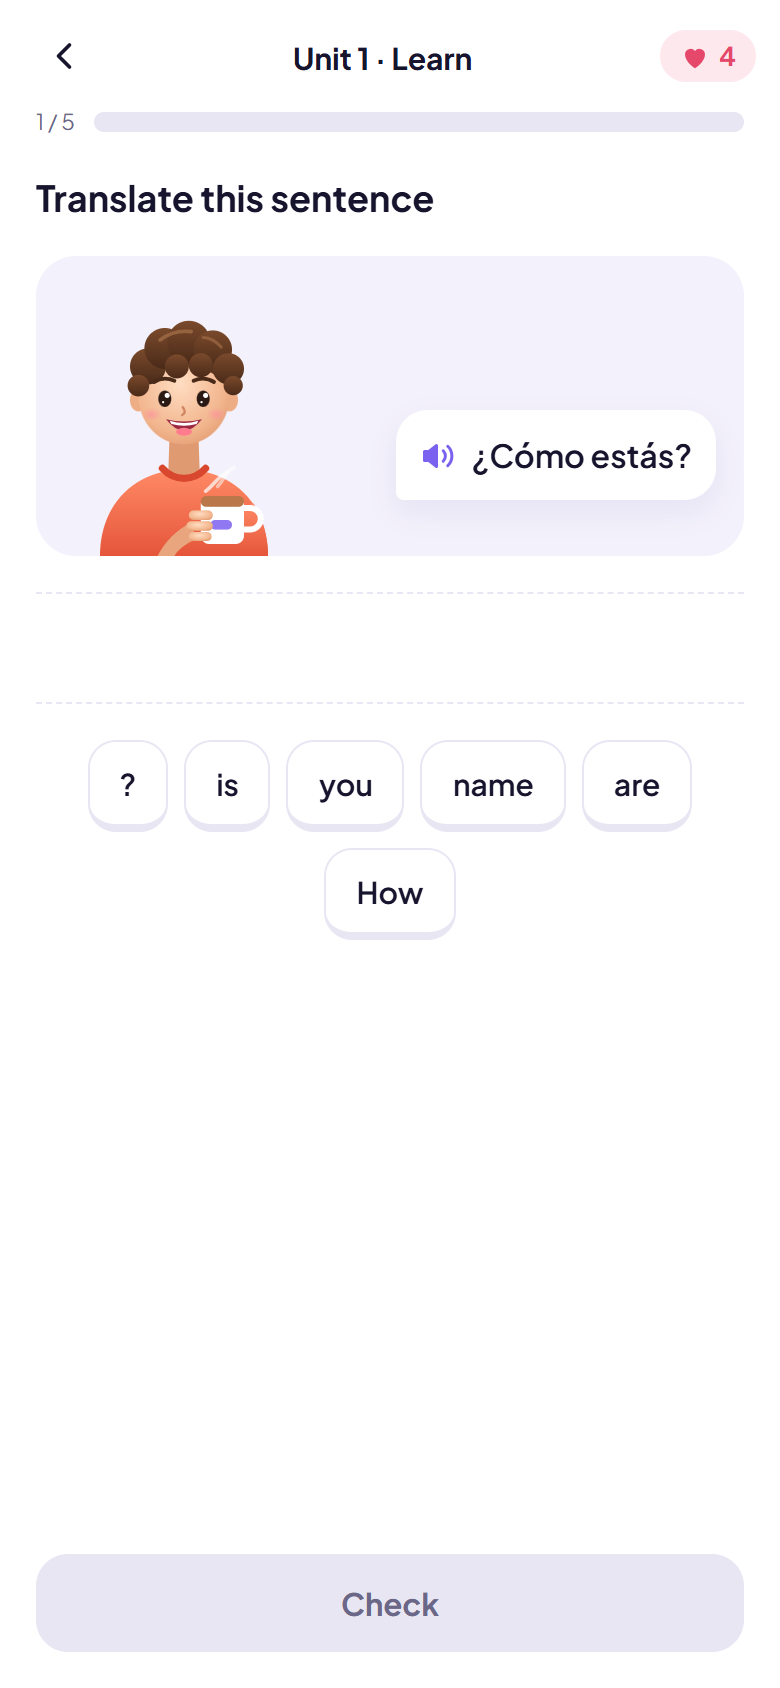 Unit 1 · Learn
4
1 / 5
Translate this sentence
¿Cómo estás?
? is you name are
How
Check